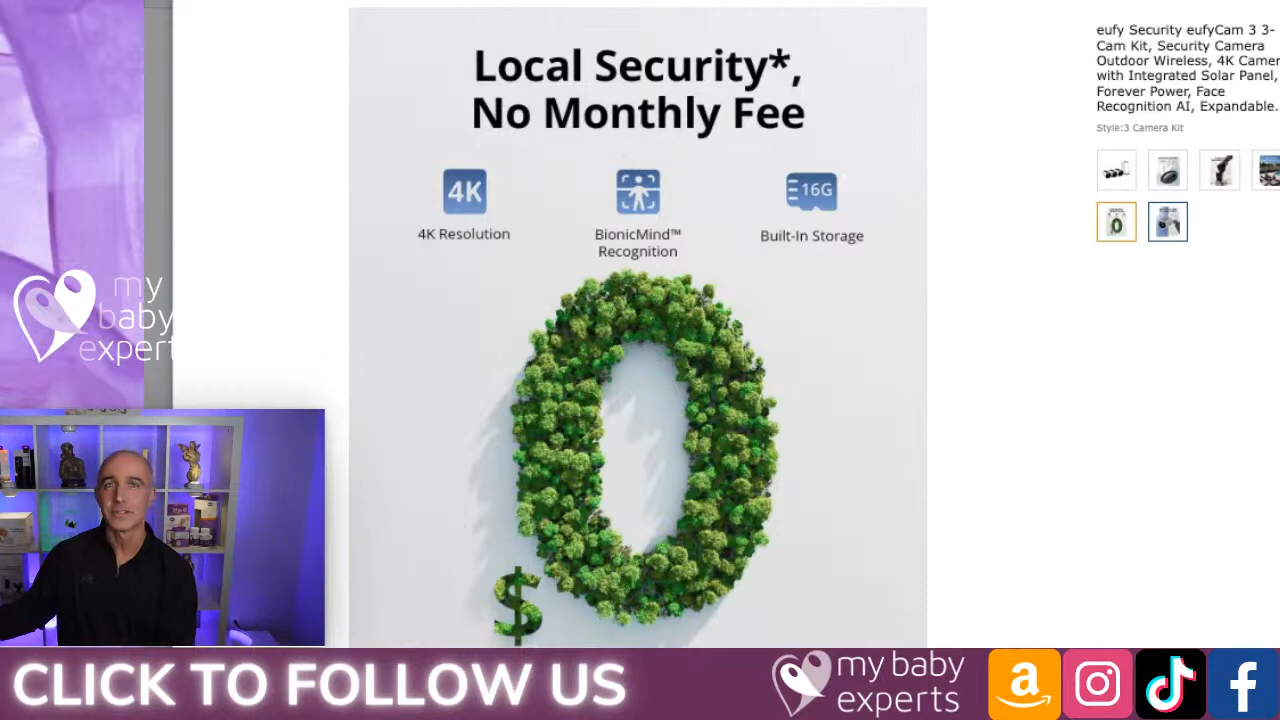 Local Security*,
No Monthly Fee
4K
4K Resolution
BionicMind™
Recognition
16G
Built-In Storage
0
$
eufy Security eufyCam 3 3-
Cam Kit, Security Camera
Outdoor Wireless, 4K Camer
with Integrated Solar Panel,
Forever Power, Face
Recognition AI, Expandable.
Style:3 Camera Kit
my
baby
expert
CLICK TO FOLLOW US
my baby
experts